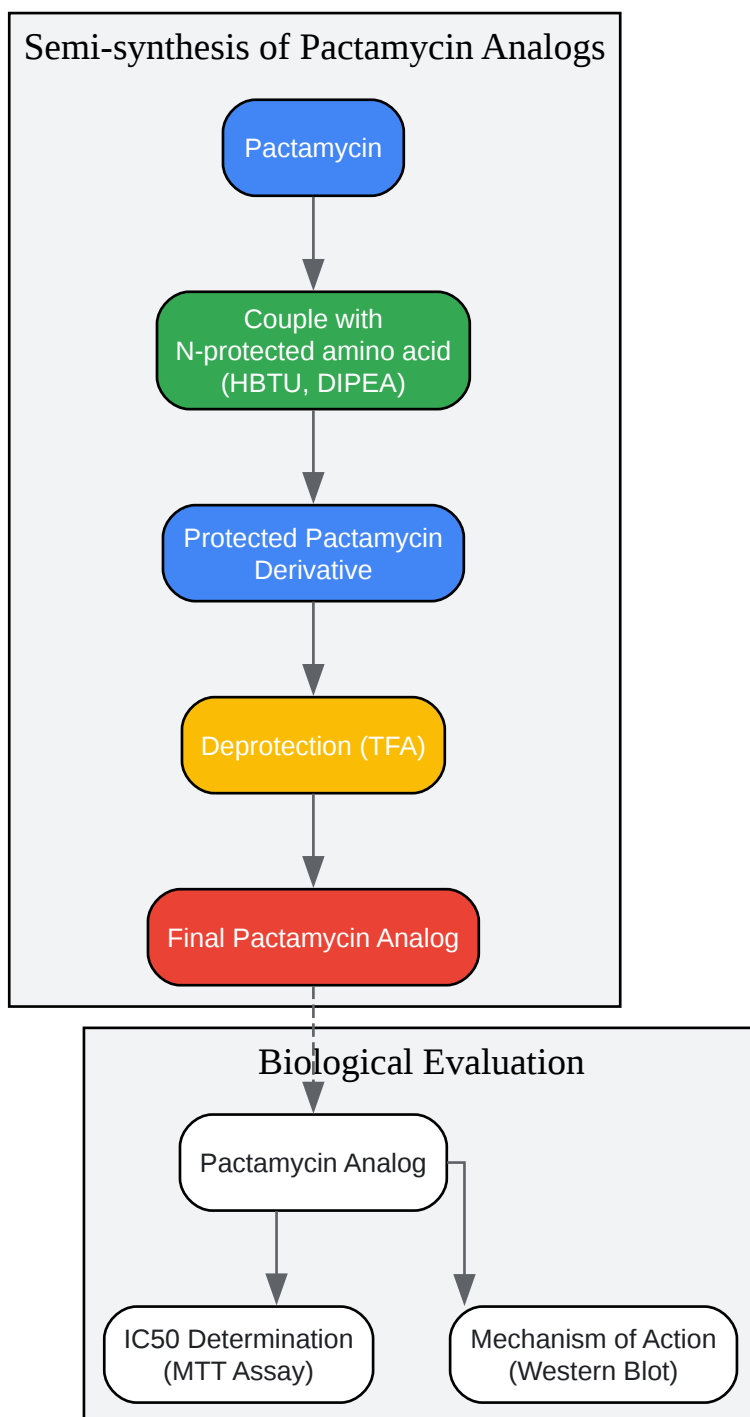 Semi-synthesis of Pactamycin Analogs
Pactamycin
Couple with
N-protected amino acid
(HBTU, DIPEA)
Protected Pactamycin
Derivative
Deprotection (TFA)
Final Pactamycin Analog
Biological Evaluation
Pactamycin Analog
IC50 Determination
(MTT Assay)
Mechanism of Action
(Western Blot)